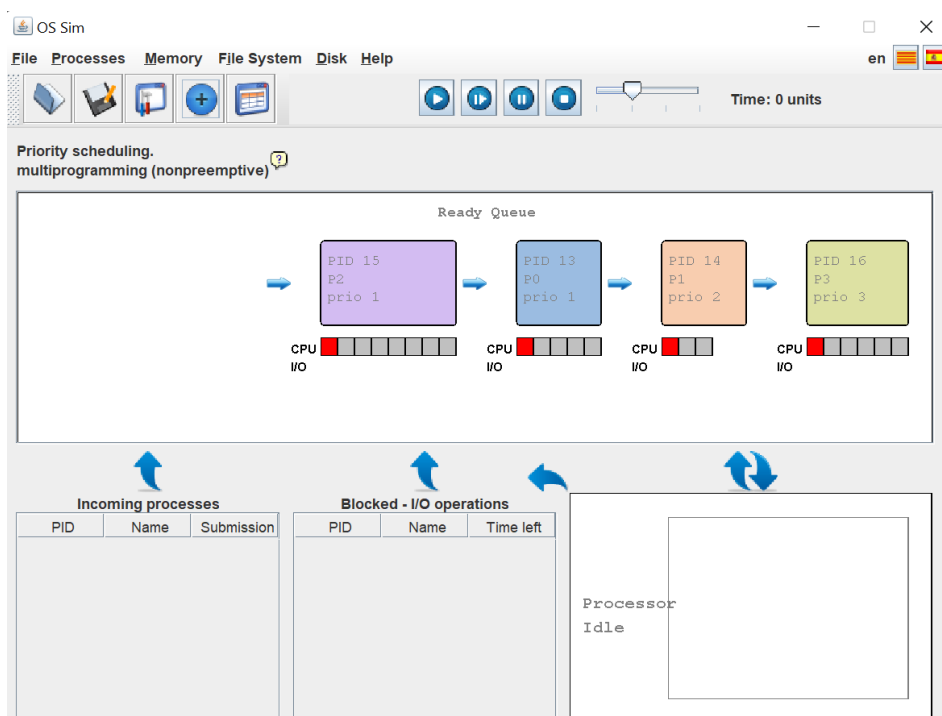 OS Sim
File Processes Memory File System Disk Help
en
Time: 0 units
Priority scheduling.
multiprogramming (nonpreemptive)
?
Ready Queue
PID 15
P2
prio 1
PID 13
P0
prio 1
PID 14
P1
prio 2
PID 16
P3
prio 3
CPU
I/O
CPU
I/O
CPU
I/O
CPU
I/O
Incoming processes
PID Name Submission
Blocked - I/O operations
PID Name Time left
Processor
Idle